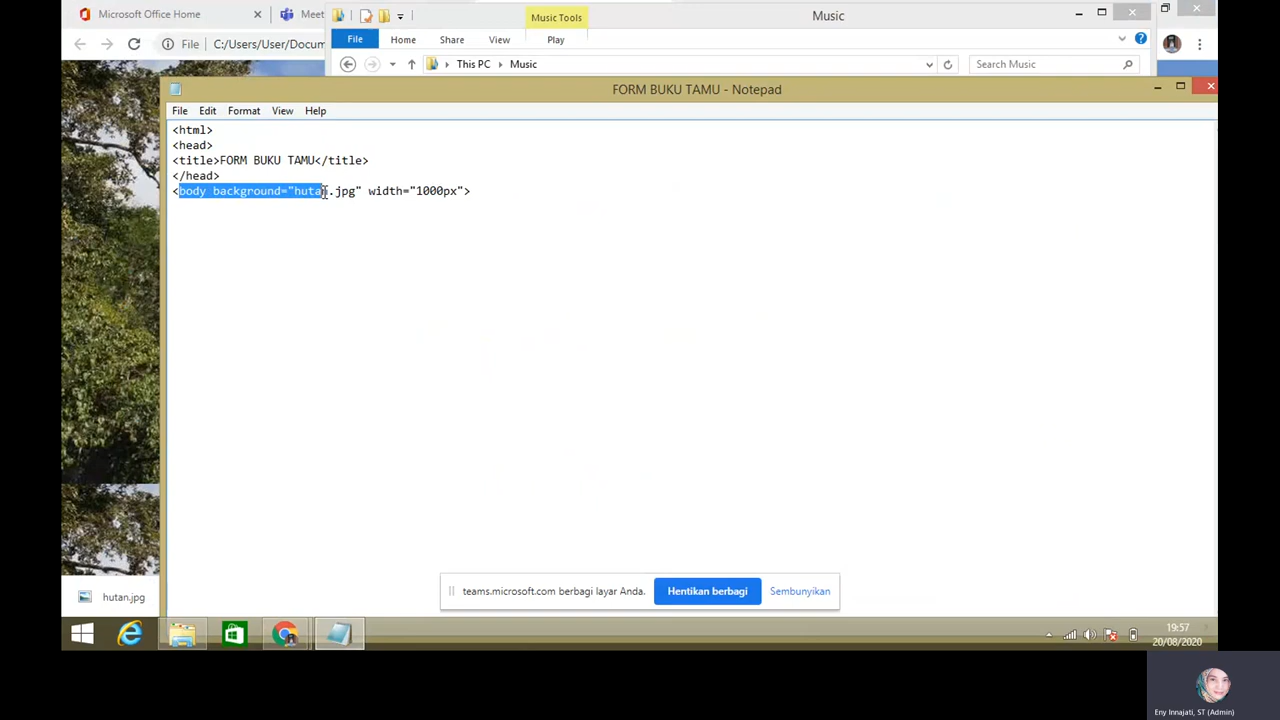 Microsoft Office Home
Meet
Music Tools
Music
File
Home
Share
View
Play
File
C:/Users/User/Docum
This PC
Music
Search Music
FORM BUKU TAMU - Notepad
File Edit Format View Help
<html>
<head>
<title>FORM BUKU TAMU</title>
</head>
<body background="hutan.jpg" width="1000px">
teams.microsoft.com berbagi layar Anda.
Hentikan berbagi
Sembunyikan
hutan.jpg
19:57
20/08/2020
Eny Innajati, ST (Admin)